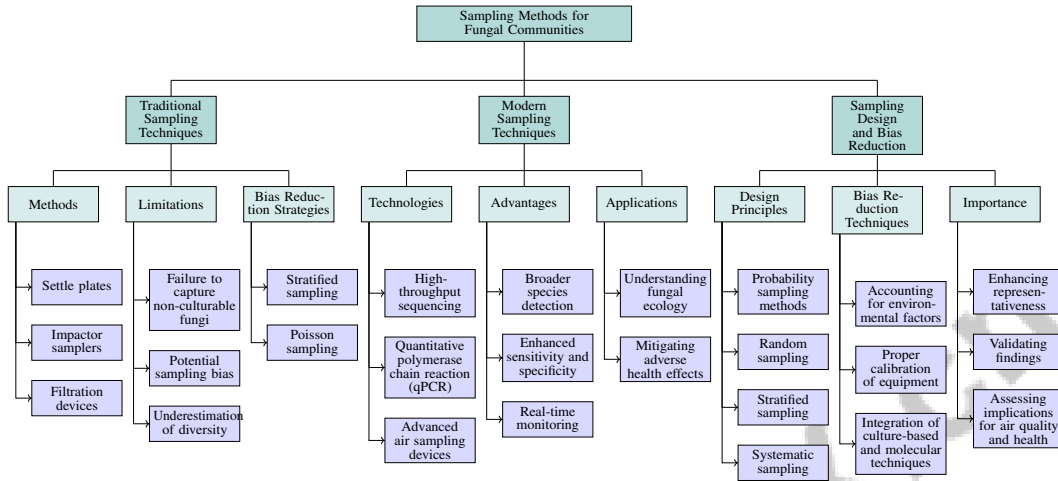 Sampling Methods for
Fungal Communities
Traditional
Sampling
Techniques
Modern
Sampling
Techniques
Sampling
Design
and Bias
Reduction
Methods
Limitations
Bias Reduc-
tion Strategies
Technologies
Advantages
Applications
Design
Principles
Bias Re-
duction
Techniques
Importance
Settle plates
Impactor
samplers
Filtration
devices
Failure to
capture
non-culturable
fungi
Potential
sampling bias
Underestimation
of diversity
Stratified
sampling
Poisson
sampling
High-
throughput
sequencing
Quantitative
polymerase
chain reaction
(qPCR)
Advanced
air sampling
devices
Broader
species
detection
Enhanced
sensitivity and
specificity
Real-time
monitoring
Understanding
fungal
ecology
Mitigating
adverse
health effects
Probability
sampling
methods
Random
sampling
Stratified
sampling
Systematic
sampling
Accounting
for environ-
mental factors
Proper
calibration
of equipment
Integration of
culture-based
and molecular
techniques
Enhancing
represen-
tativeness
Validating
findings
Assessing
implications
for air quality
and health